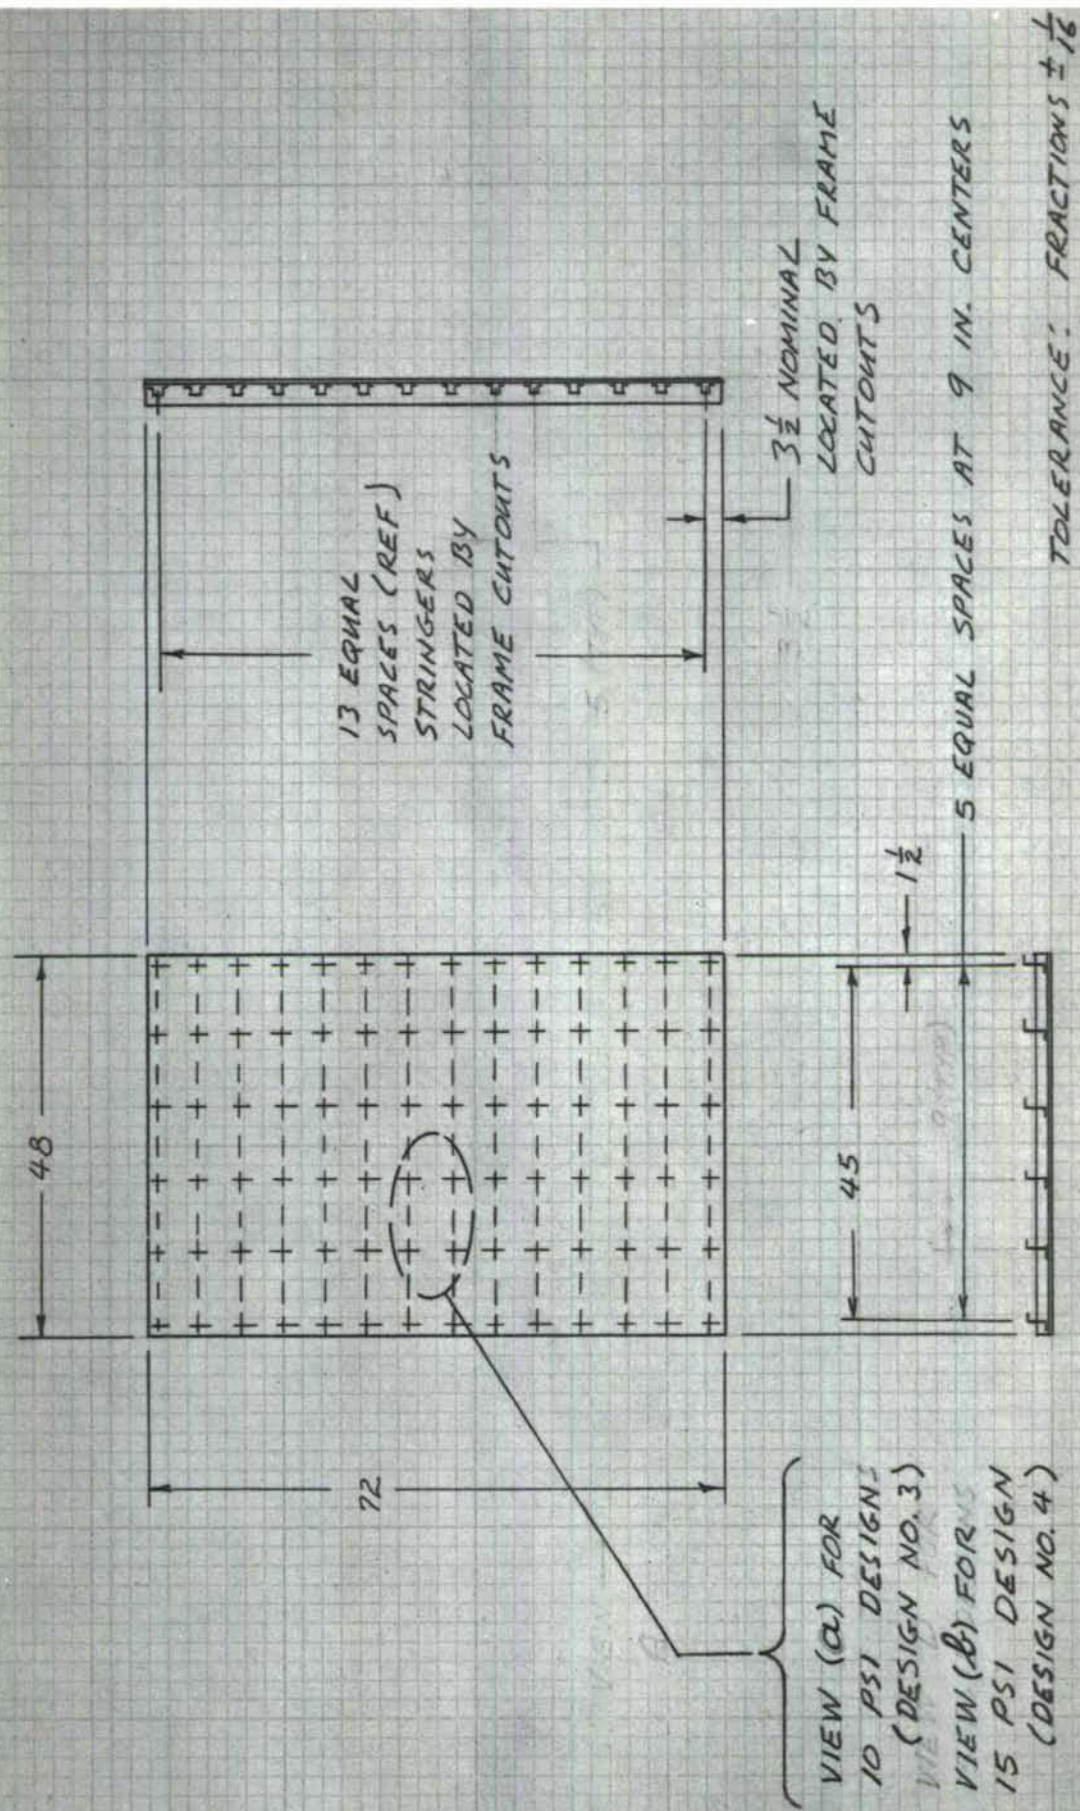 48
72
13 EQUAL
SPACES (REF)
STRINGERS
LOCATED BY
FRAME CUTOUTS
3 1/2 NOMINAL
LOCATED BY FRAME
CUTOUTS
1 1/2
45
5 EQUAL SPACES AT 9 IN. CENTERS
VIEW (a) FOR
10 PSI DESIGN
(DESIGN NO. 3)
VIEW (b) FOR
15 PSI DESIGN
(DESIGN NO. 4)
TOLERANCE: FRACTIONS ± 1/16